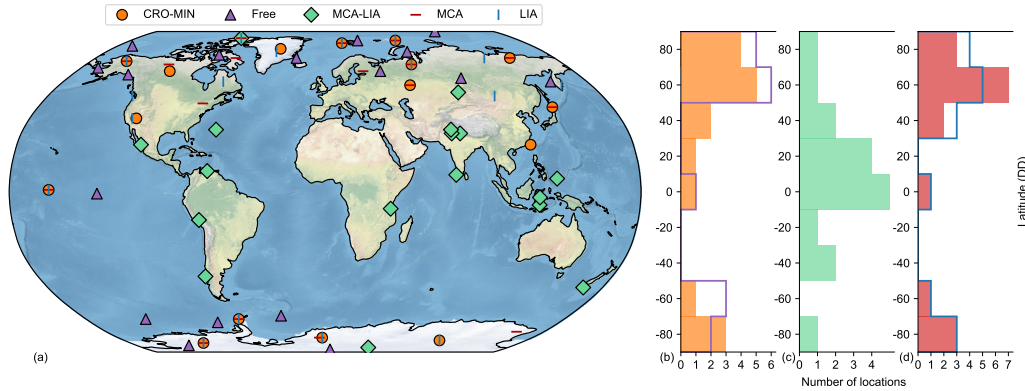 CRO-MIN Free MCA-LIA MCA LIA
80 80 80
60 60 60
40 40 40
20 20 20
0 0 0
-20 -20 -20
-40 -40 -40
-60 -60 -60
-80 -80 -80
Latitude (DD)
(a) (b) (c) (d)
0 1 2 3 4 5 6 0 1 2 3 4 0 1 2 3 4 5 6 7
Number of locations